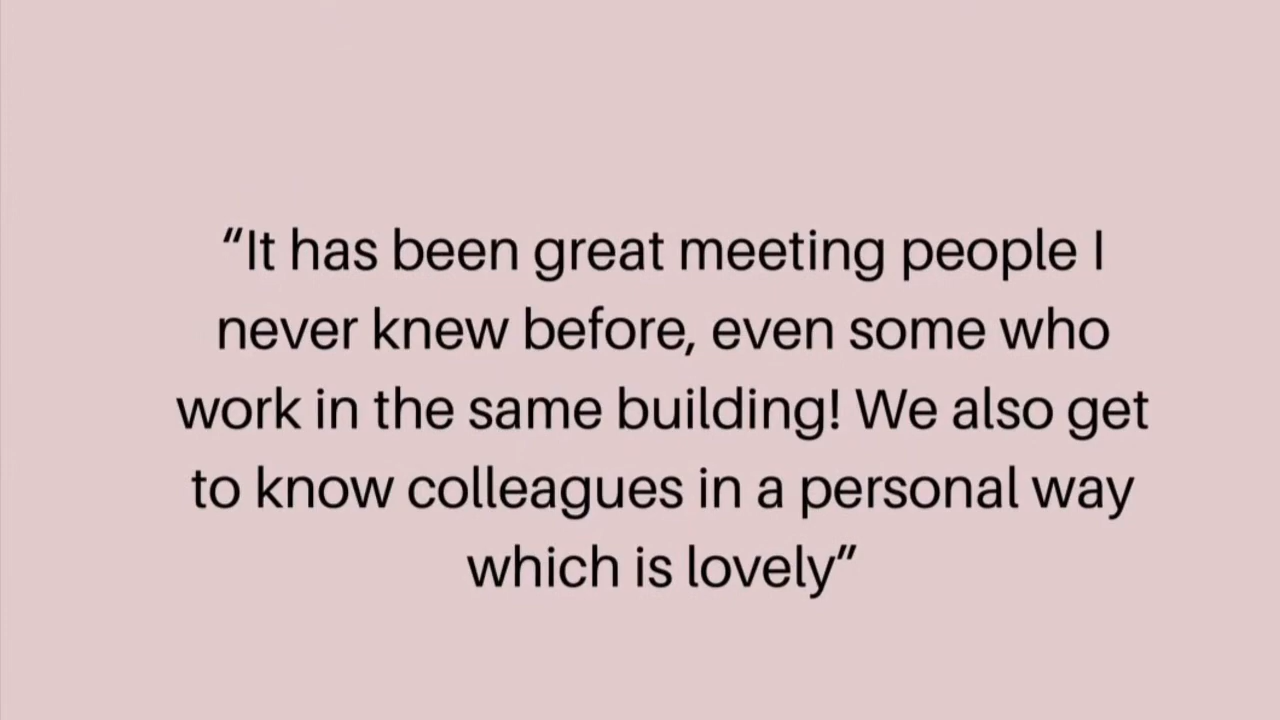 “It has been great meeting people I
never knew before, even some who
work in the same building! We also get
to know colleagues in a personal way
which is lovely”